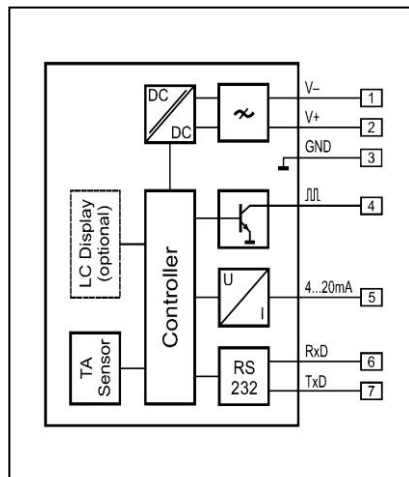 DC
DC
V–
1
V+
2
GND
3
4
LC Display
(optional)
Controller
U
I
4...20mA
5
TA
Sensor
RS
232
RxD
6
TxD
7